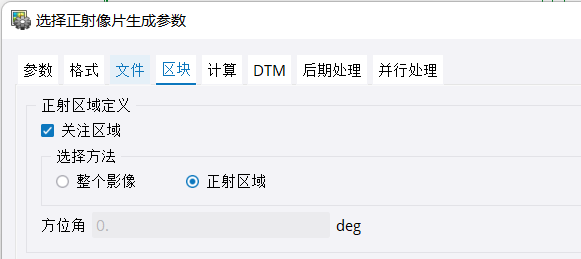 选择正射像片生成参数
参数 格式 文件 区块 计算 DTM 后期处理 并行处理
正射区域定义
关注区域
选择方法
整个影像 正射区域
方位角 0. deg